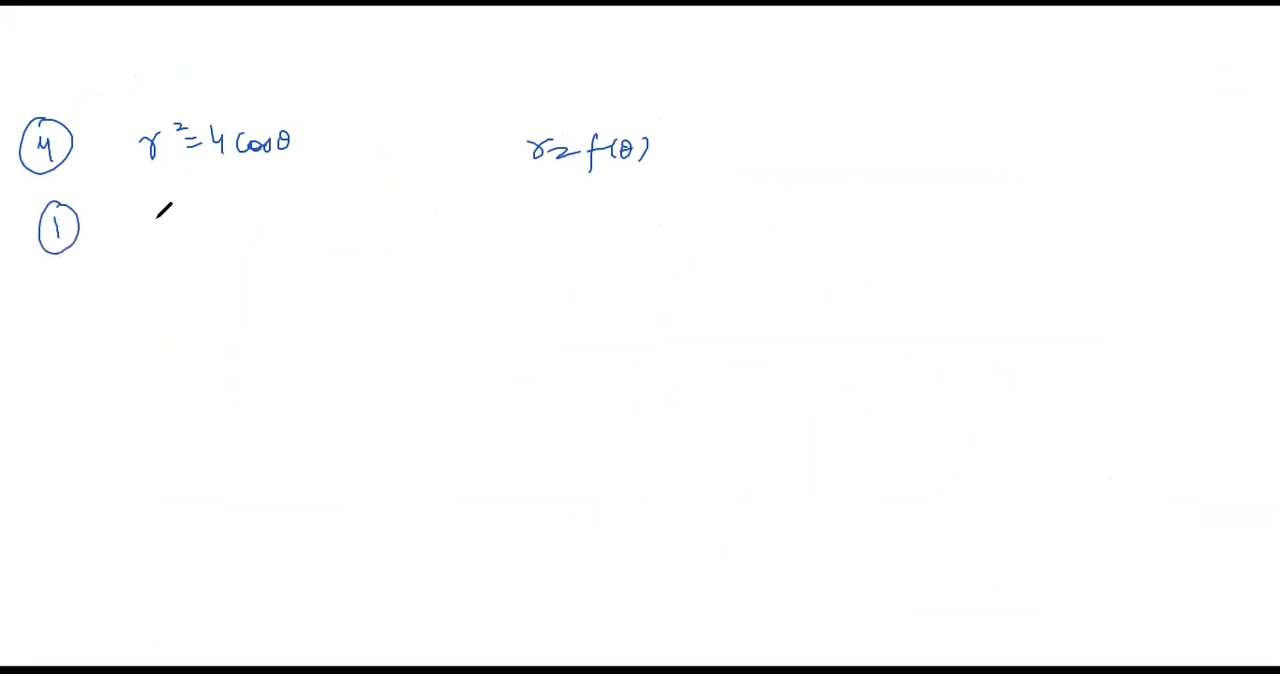 4 r² = 4 cosθ r = f(θ)
1